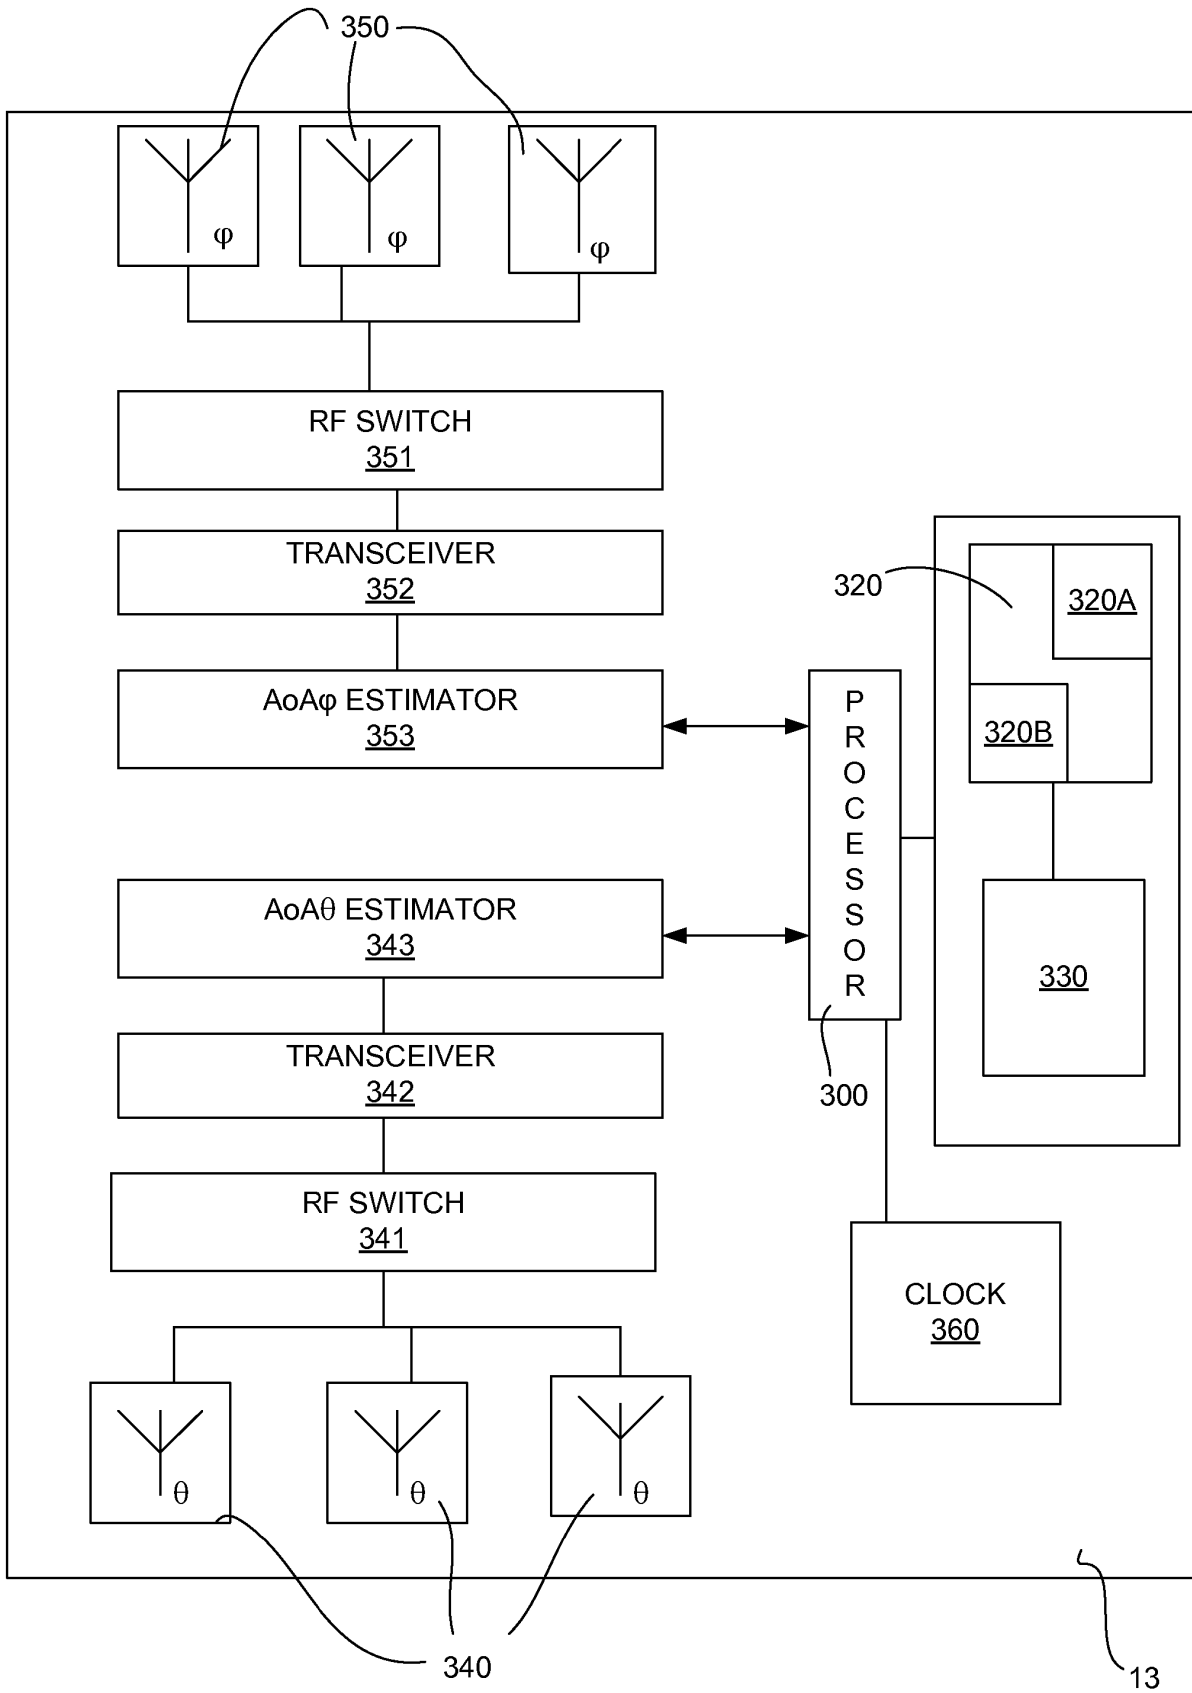 350
φ
φ
φ
RF SWITCH
351
TRANSCEIVER
352
320
320A
AoAφ ESTIMATOR
353
320B
PROCESSOR
AoAθ ESTIMATOR
343
330
TRANSCEIVER
342
300
RF SWITCH
341
CLOCK
360
θ
θ
θ
340
13